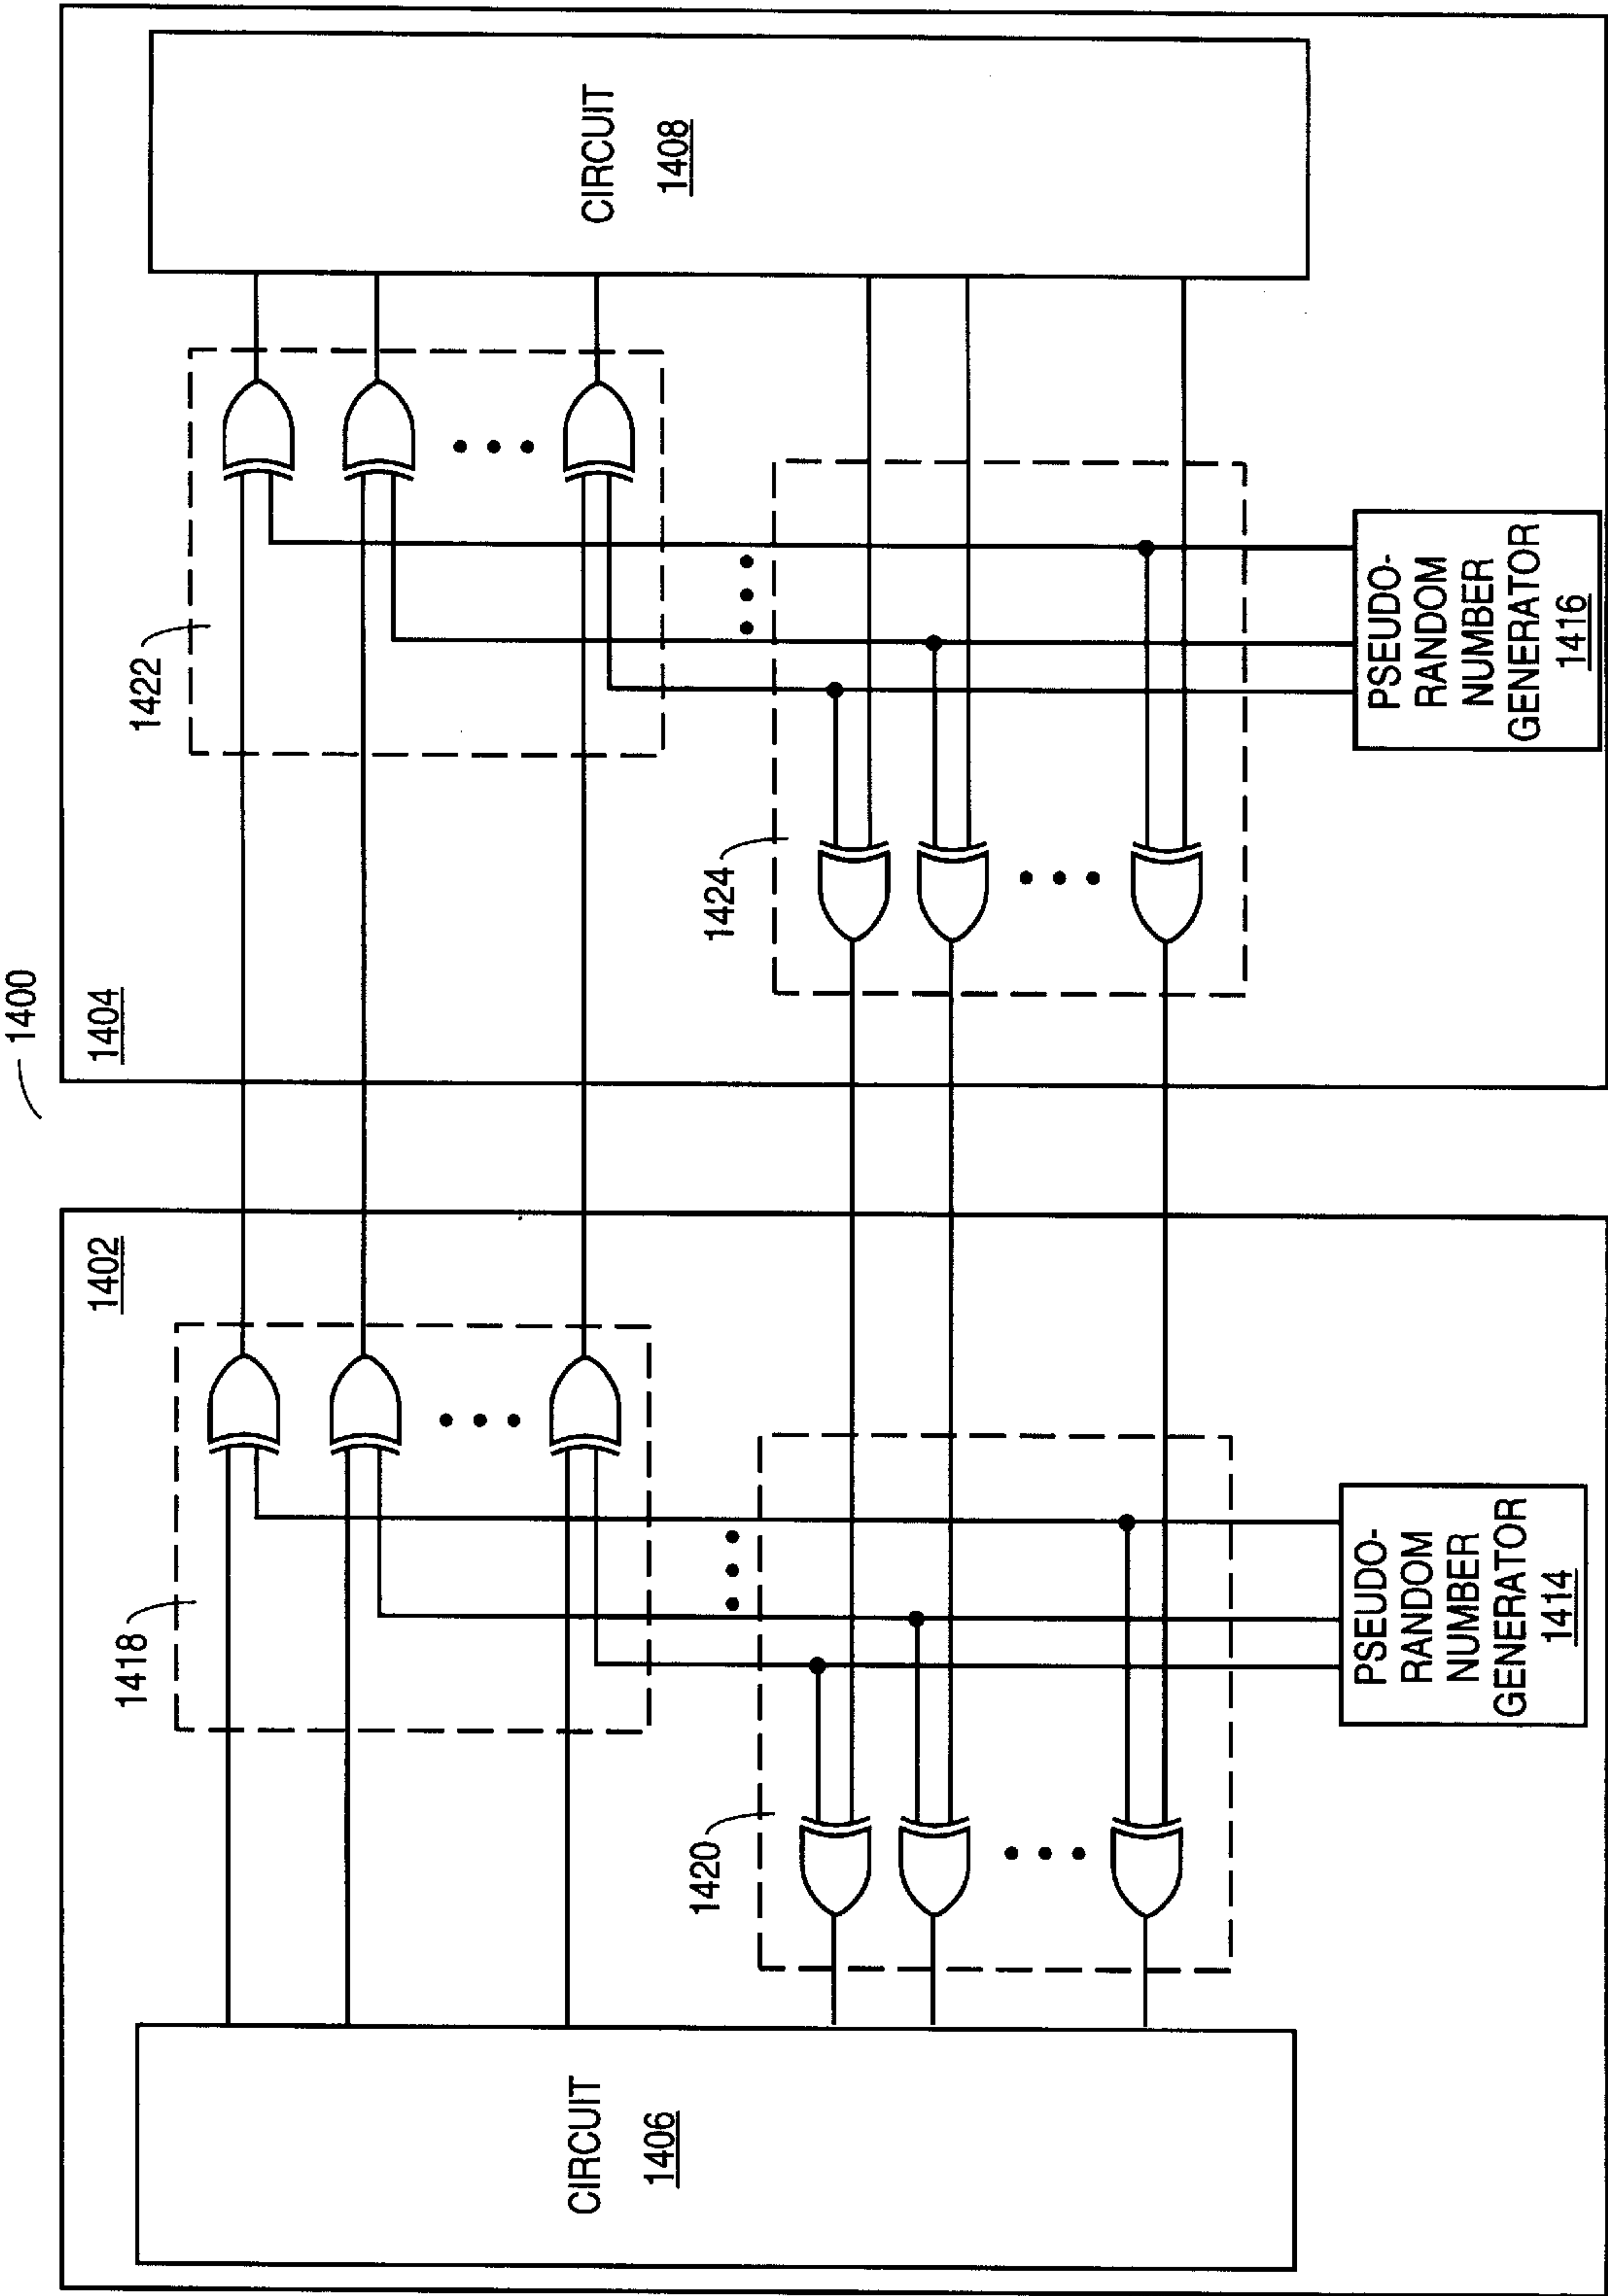 1400
1402
1404
1418
1422
CIRCUIT
1406
CIRCUIT
1408
1420
1424
PSEUDO-
RANDOM
NUMBER
GENERATOR
1414
PSEUDO-
RANDOM
NUMBER
GENERATOR
1416